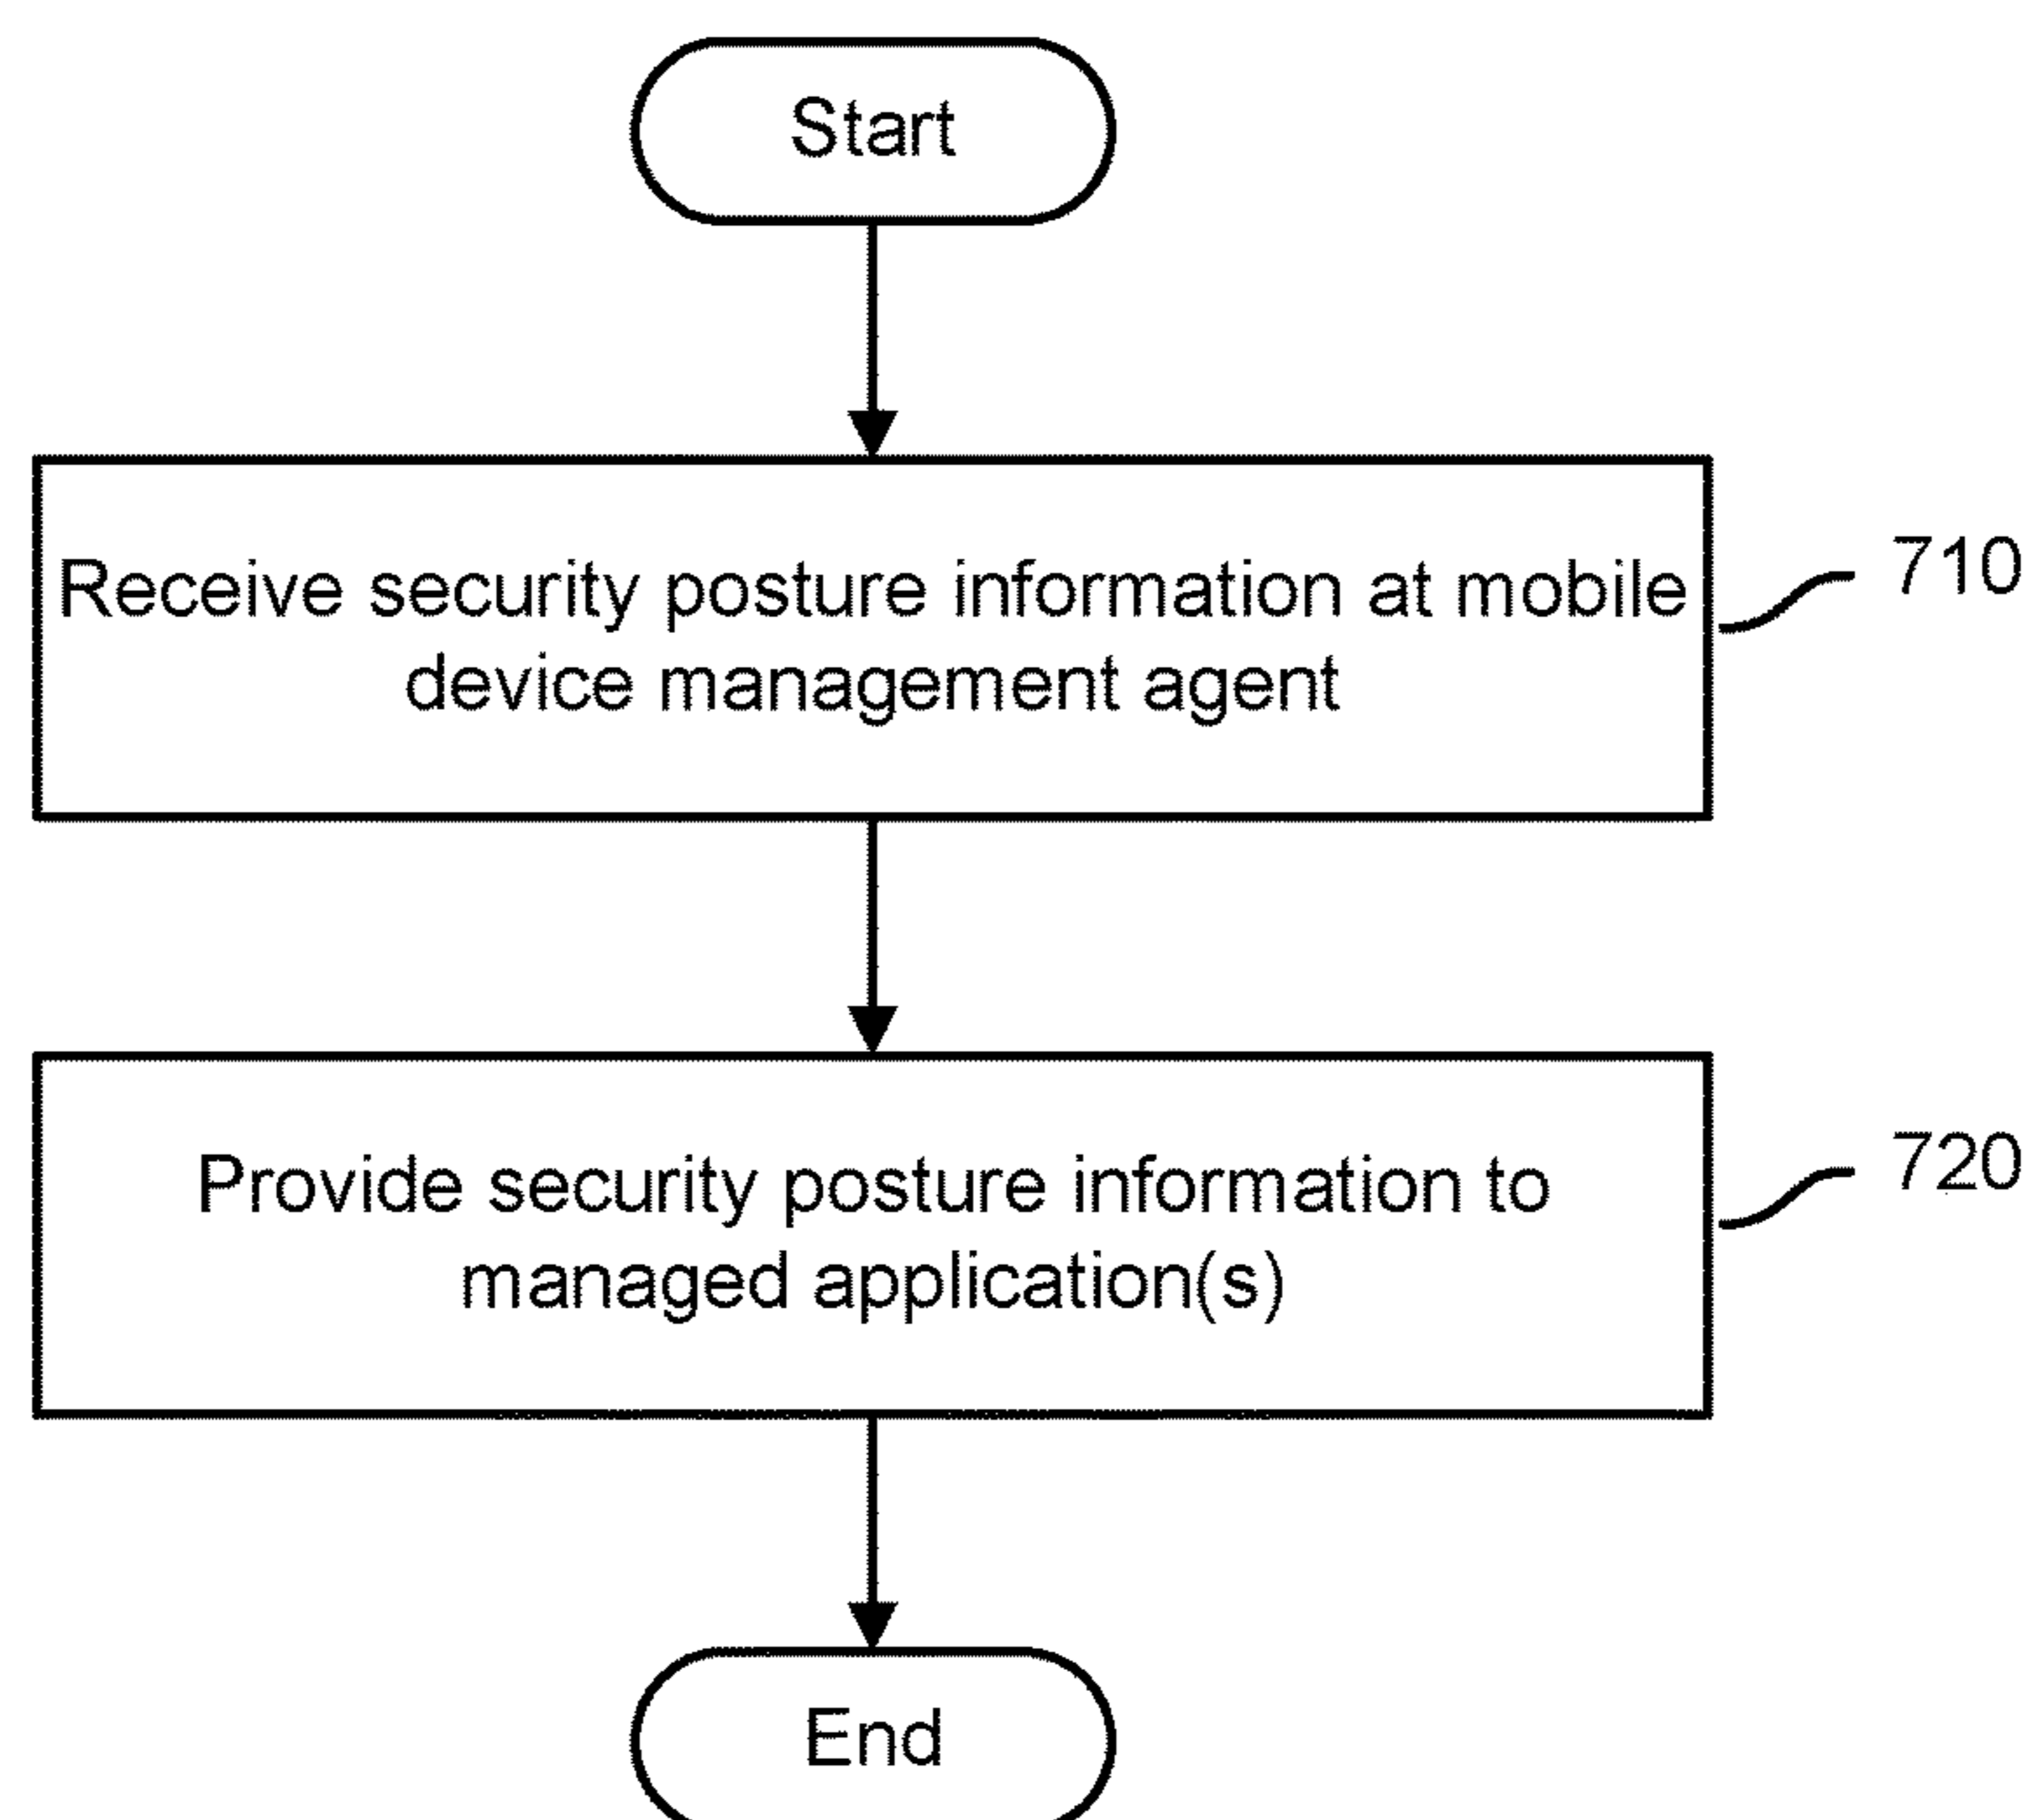 Start
Receive security posture information at mobile
device management agent
710
Provide security posture information to
managed application(s)
720
End